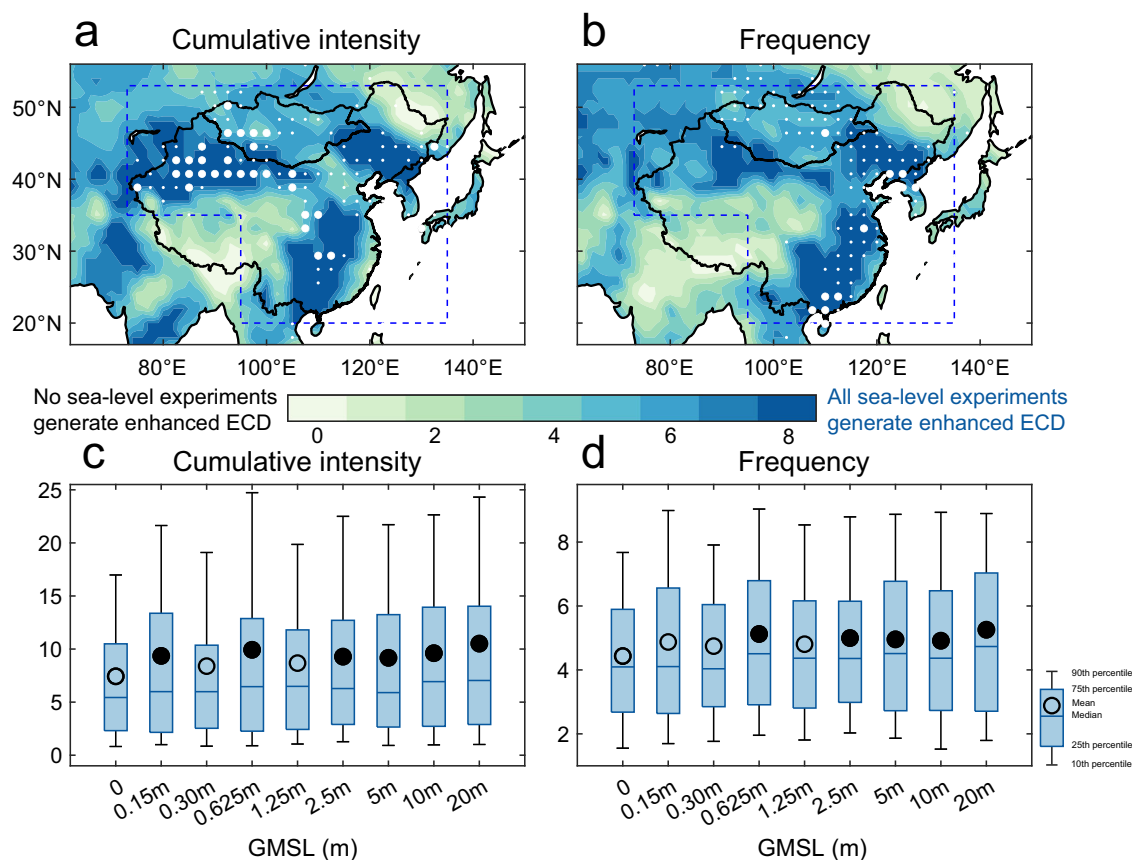 a
Cumulative intensity
b
Frequency
50°N
40°N
30°N
20°N
80°E
100°E
120°E
140°E
80°E
100°E
120°E
140°E
No sea-level experiments
generate enhanced ECD
0
2
4
6
8
All sea-level experiments
generate enhanced ECD
c
Cumulative intensity
25
20
15
10
5
0
0
0.15m
0.30m
0.625m
1.25m
2.5m
5m
10m
20m
GMSL (m)
d
Frequency
8
6
4
2
0
0.15m
0.30m
0.625m
1.25m
2.5m
5m
10m
20m
GMSL (m)
90th percentile
75th percentile
Mean
Median
25th percentile
10th percentile